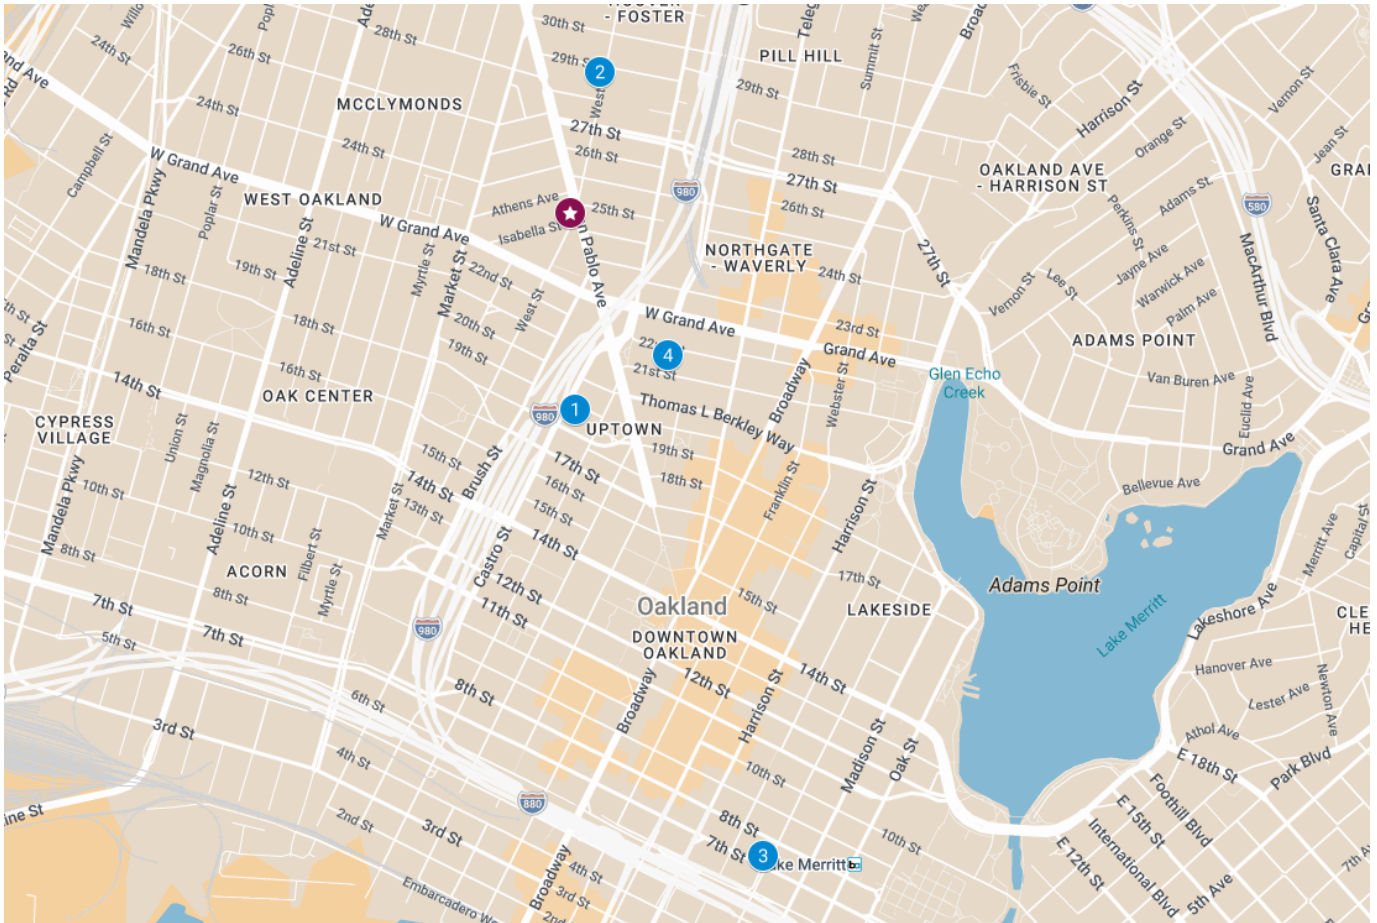 - FOSTER
30th St
PILL HILL
Summit St
24th St
26th St
28th St
29th St
2
West
29th St
Frisbie St
Harrison St
Vernon St
Orange St
Jean St
MCCLYMONDS
24th St
27th St
26th St
28th St
27th St
26th St
24th St
Campbell St
W Grand Ave
Mandela Pkwy
Poplar St
WEST OAKLAND
Adeline St
W Grand Ave
Athens Ave
25th St
Isabella St
980
OAKLAND AVE
- HARRISON ST
Adams St
Perkins St
580
Santa Clara Ave
21st St
Myrtle St
Market St
22nd St
NORTHGATE
- WAVERLY
24th St
27th St
Vernon St
Lee St
Jayne Ave
Warwick Ave
Palm Ave
MacArthur Blvd
18th St
19th St
18th St
20th St
19th St
West St
W Grand Ave
23rd St
Grand Ave
ADAMS POINT
Peralta St
16th St
14th St
16th St
OAK CENTER
4
21st St
Broadway
Webster St
Glen Echo
Creek
Van Buren Ave
Euclid Ave
CYPRESS
VILLAGE
Union St
Magnolia St
980
1
UPTOWN
Thomas L Berkley Way
Grand Ave
Mandela Pkwy
10th St
12th St
15th St
14th St
13th St
Market St
Brush St
17th St
16th St
15th St
14th St
19th St
18th St
Franklin St
Harrison St
Bellevue Ave
Merritt Ave
Capital St
8th St
Adeline St
10th St
Filbert St
Myrtle St
ACORN
8th St
Castro St
12th St
11th St
Oakland
DOWNTOWN
OAKLAND
15th St
17th St
LAKESIDE
Adams Point
Lake Merritt
Lakeshore Ave
7th St
5th St
7th St
980
6th St
8th St
Broadway
12th St
14th St
Harrison St
Hanover Ave
Lester Ave
Newton Ave
Athol Ave
E 18th St
Park Blvd
3rd St
4th St
880
10th St
Madison St
Oak St
2nd St
3rd St
8th St
7th St
3
10th St
Foothill Blvd
E 15th St
International Blvd
E 12th St
5th Ave
Embarcadero
Broadway
4th St
3rd St